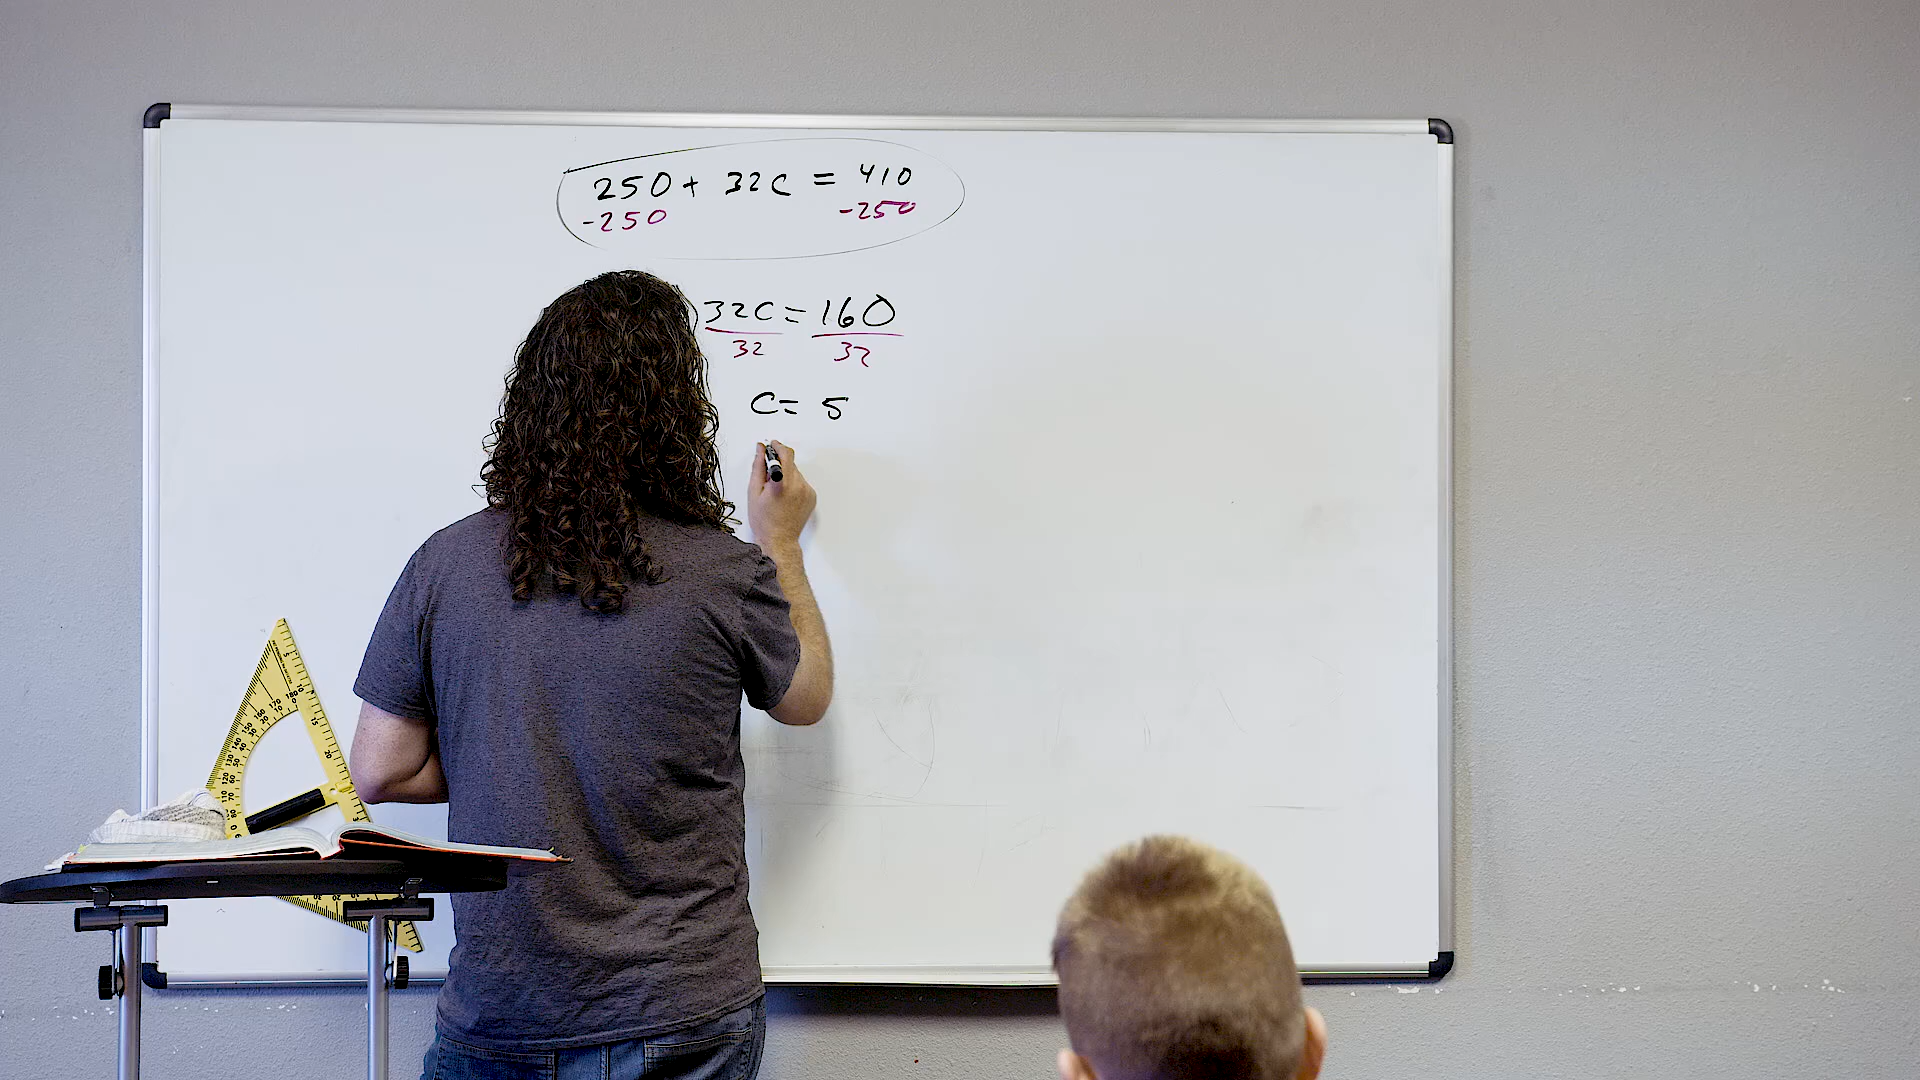 250 + 32C = 410
-250 -250
32C = 160
32 32
C = 5